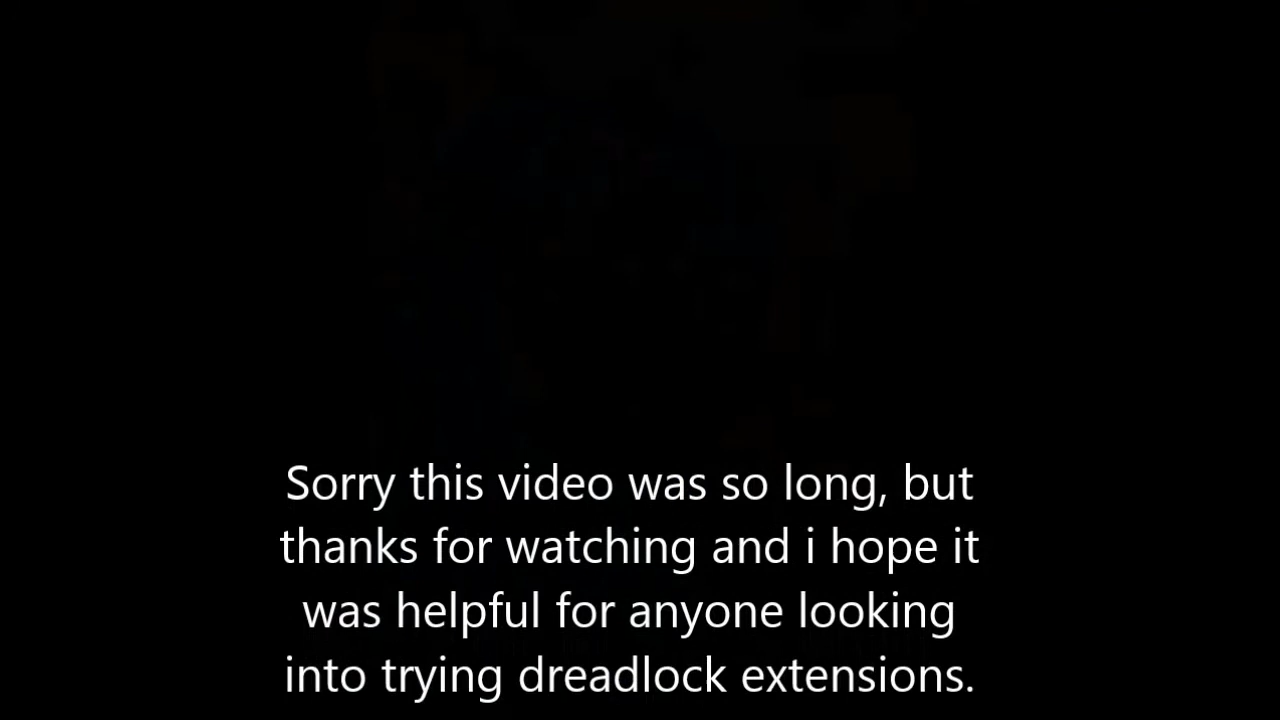 Sorry this video was so long, but
thanks for watching and i hope it
was helpful for anyone looking
into trying dreadlock extensions.